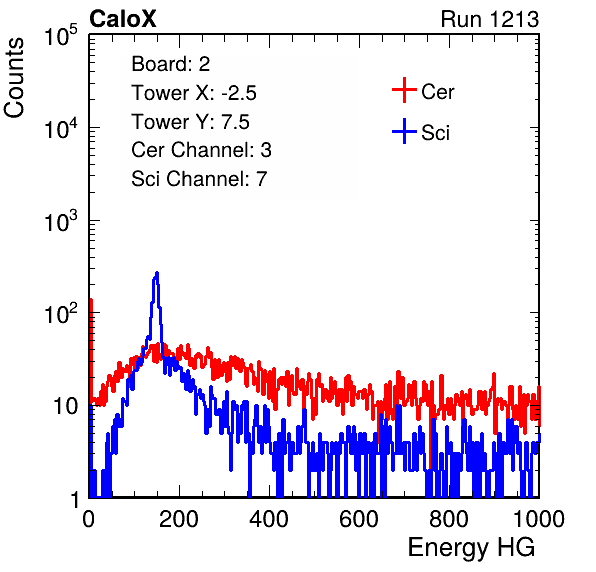 CaloX Run 1213
Counts
Board: 2
Tower X: -2.5
Tower Y: 7.5
Cer Channel: 3
Sci Channel: 7
Cer
Sci
10^5
10^4
10^3
10^2
10
1
0 200 400 600 800 1000
Energy HG